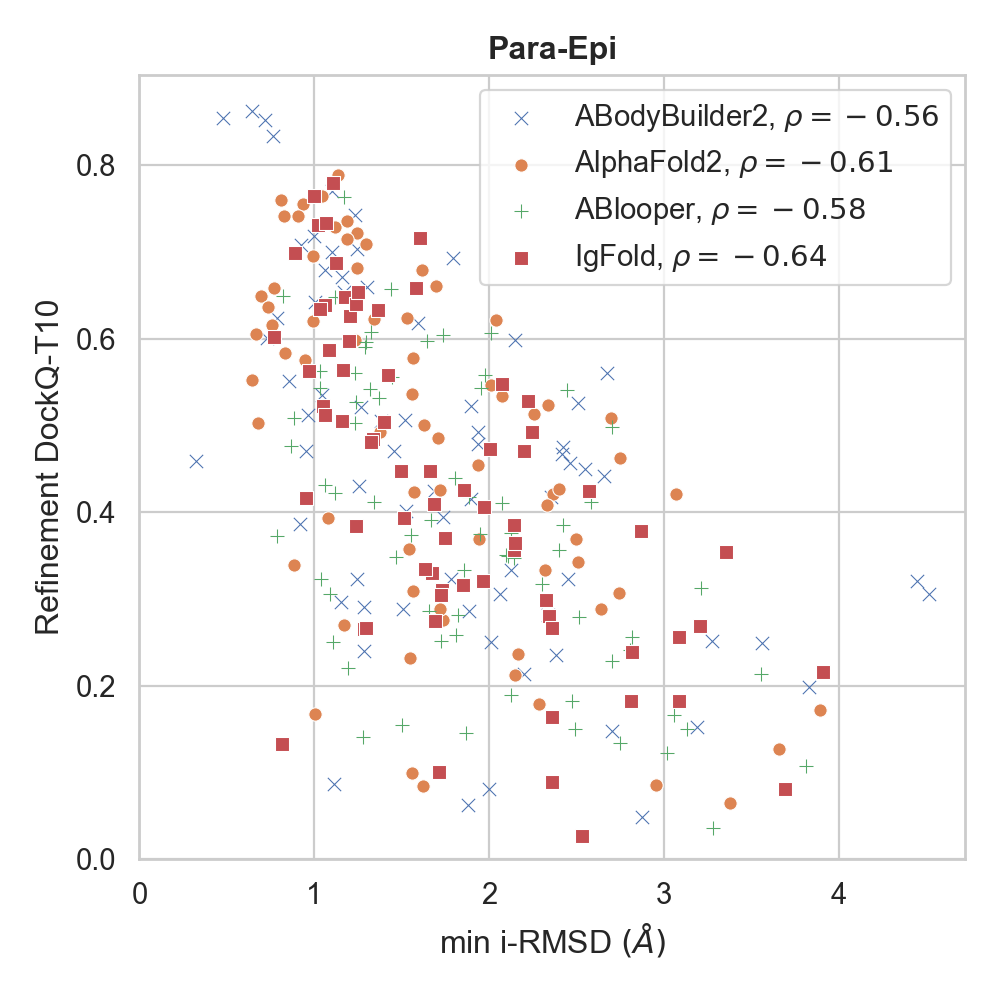 Para-Epi
ABodyBuilder2, ρ = −0.56
AlphaFold2, ρ = −0.61
ABlooper, ρ = −0.58
IgFold, ρ = −0.64
Refinement DockQ-T10
0.8
0.6
0.4
0.2
0.0
0 1 2 3 4
min i-RMSD (Å)